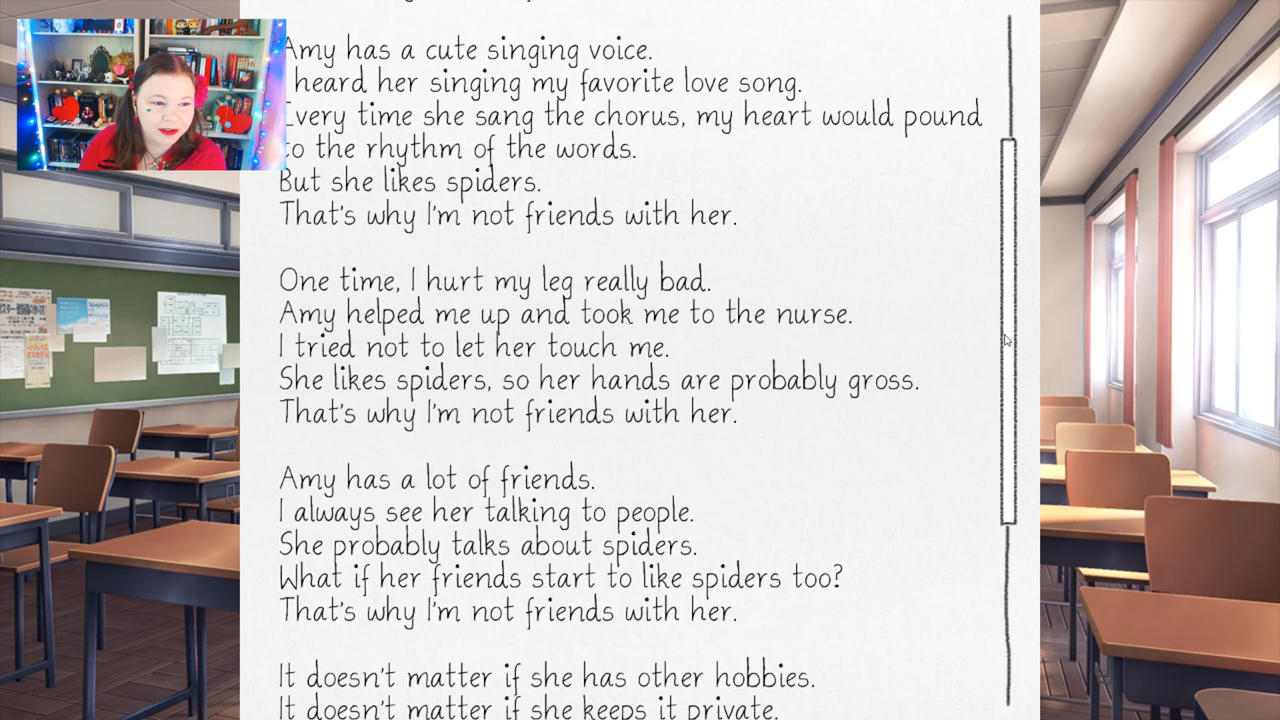 Amy has a cute singing voice.
heard her singing my favorite love song.
Every time she sang the chorus, my heart would pound
to the rhythm of the words.
But she likes spiders.
That's why I'm not friends with her.
One time, I hurt my leg really bad.
Amy helped me up and took me to the nurse.
I tried not to let her touch me.
She likes spiders, so her hands are probably gross.
That's why I'm not friends with her.
Amy has a lot of friends.
I always see her talking to people.
She probably talks about spiders.
What if her friends start to like spiders too?
That's why I'm not friends with her.
It doesn't matter if she has other hobbies.
It doesn't matter if she keeps it private.